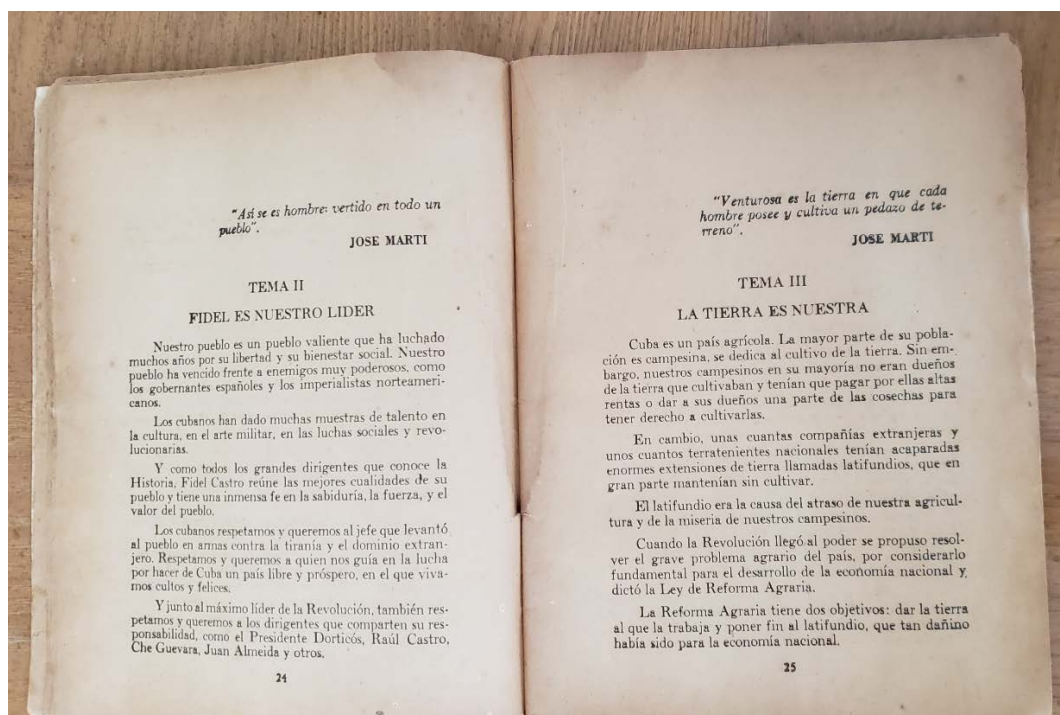 "Así se es hombre: vertido en todo un
pueblo".
JOSE MARTI
TEMA II
FIDEL ES NUESTRO LIDER
Nuestro pueblo es un pueblo valiente que ha luchado
muchos años por su libertad y su bienestar social. Nuestro
pueblo ha vencido frente a enemigos muy poderosos, como
los gobernantes españoles y los imperialistas norteameri-
canos.
Los cubanos han dado muchas muestras de talento en
la cultura, en el arte militar, en las luchas sociales y revo-
lucionarias.
Y como todos los grandes dirigentes que conoce la
Historia, Fidel Castro reúne las mejores cualidades de su
pueblo y tiene una inmensa fe en la sabiduría, la fuerza, y el
valor del pueblo.
Los cubanos respetamos y queremos al jefe que levantó
al pueblo en armas contra la tiranía y el dominio extran-
jero. Respetamos y queremos a quien nos guía en la lucha
por hacer de Cuba un país libre y próspero, en el que viva-
mos cultos y felices.
Y junto al máximo líder de la Revolución, también res-
petamos y queremos a los dirigentes que comparten su res-
ponsabilidad, como el Presidente Dorticós, Raúl Castro,
Che Guevara, Juan Almeida y otros.
24
"Venturosa es la tierra en que cada
hombre posee y cultiva un pedazo de te-
rreno".
JOSE MARTI
TEMA III
LA TIERRA ES NUESTRA
Cuba es un país agrícola. La mayor parte de su pobla-
ción es campesina, se dedica al cultivo de la tierra. Sin em-
bargo, nuestros campesinos en su mayoría no eran dueños
de la tierra que cultivaban y tenían que pagar por ellas altas
rentas o dar a sus dueños una parte de las cosechas para
tener derecho a cultivarlas.
En cambio, unas cuantas compañías extranjeras y
unos cuantos terratenientes nacionales tenían acaparadas
enormes extensiones de tierra llamadas latifundios, que en
gran parte mantenían sin cultivar.
El latifundio era la causa del atraso de nuestra agricul-
tura y de la miseria de nuestros campesinos.
Cuando la Revolución llegó al poder se propuso resol-
ver el grave problema agrario del país, por considerarlo
fundamental para el desarrollo de la economía nacional y
dictó la Ley de Reforma Agraria.
La Reforma Agraria tiene dos objetivos: dar la tierra
al que la trabaja y poner fin al latifundio, que tan dañino
había sido para la economía nacional.
25